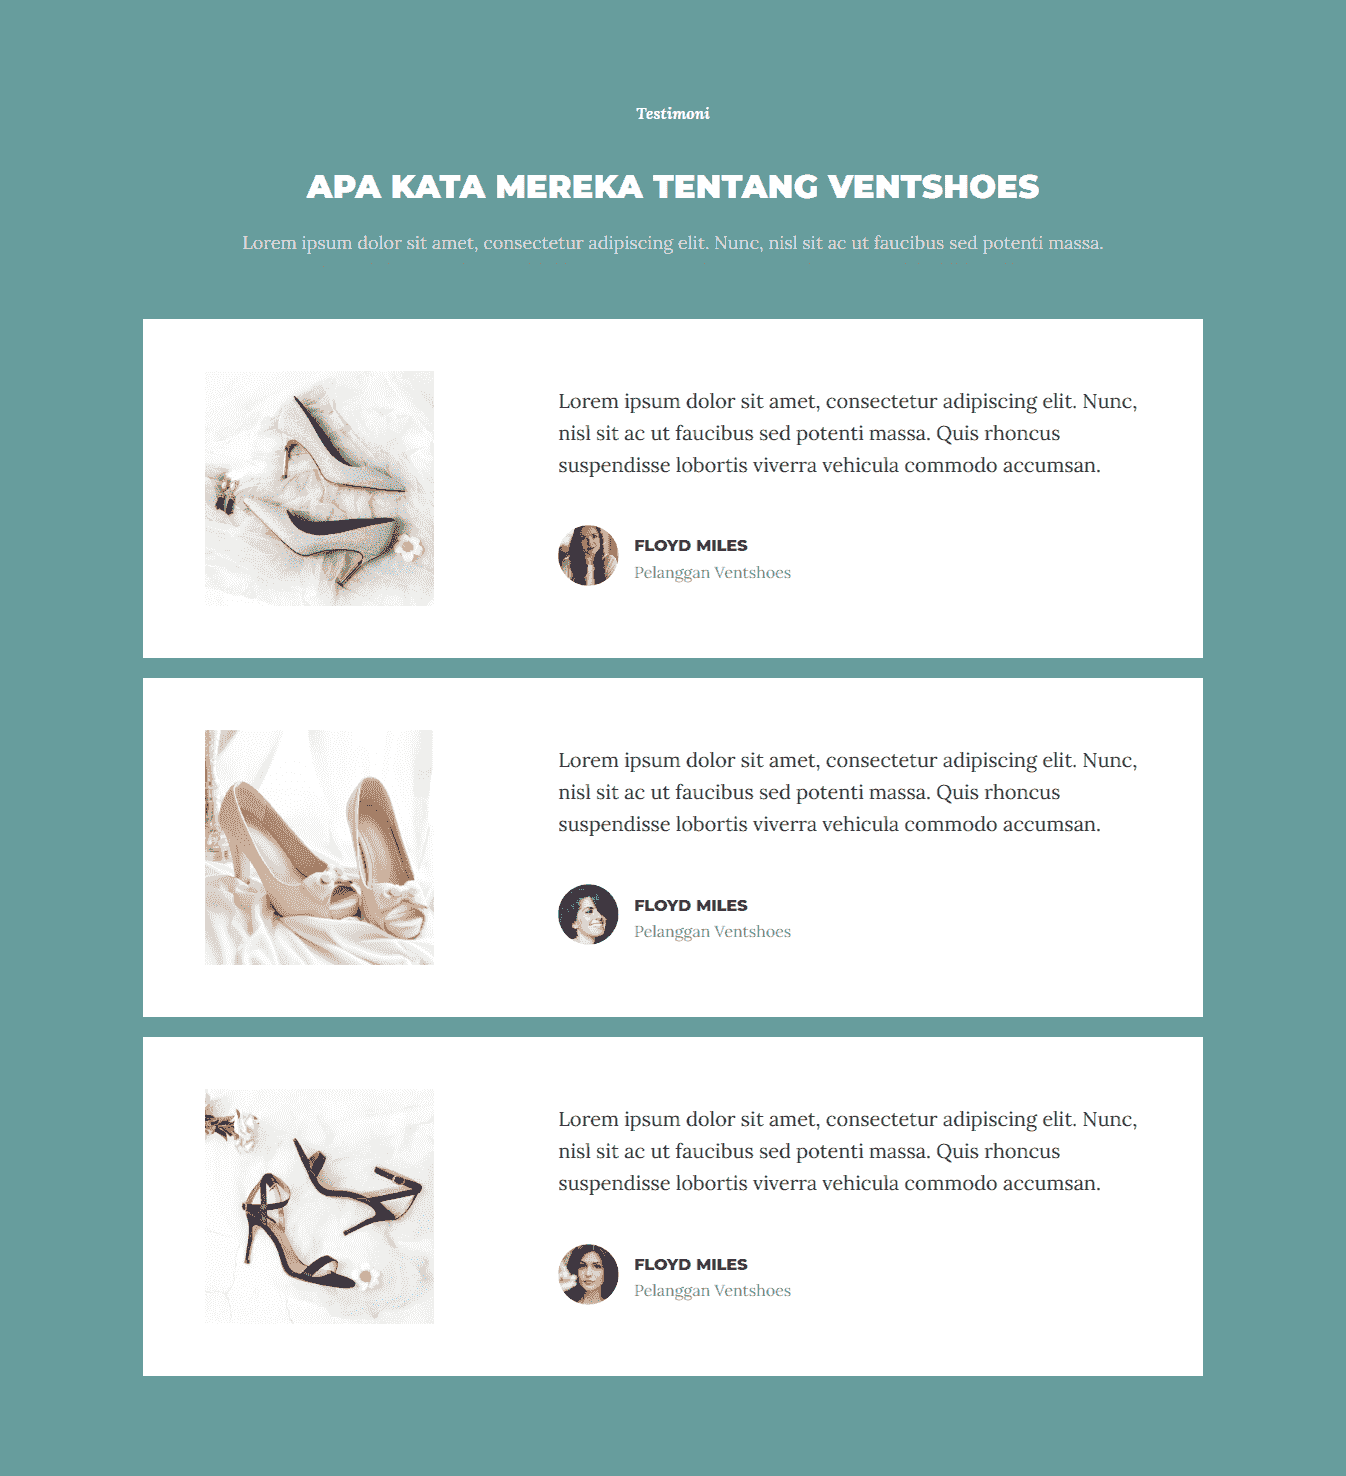 Testimoni
APA KATA MEREKA TENTANG VENTSHOES
Lorem ipsum dolor sit amet, consectetur adipiscing elit. Nunc, nisl sit ac ut faucibus sed potenti massa.
Lorem ipsum dolor sit amet, consectetur adipiscing elit. Nunc,
nisl sit ac ut faucibus sed potenti massa. Quis rhoncus
suspendisse lobortis viverra vehicula commodo accumsan.
FLOYD MILES
Pelanggan Ventshoes
Lorem ipsum dolor sit amet, consectetur adipiscing elit. Nunc,
nisl sit ac ut faucibus sed potenti massa. Quis rhoncus
suspendisse lobortis viverra vehicula commodo accumsan.
FLOYD MILES
Pelanggan Ventshoes
Lorem ipsum dolor sit amet, consectetur adipiscing elit. Nunc,
nisl sit ac ut faucibus sed potenti massa. Quis rhoncus
suspendisse lobortis viverra vehicula commodo accumsan.
FLOYD MILES
Pelanggan Ventshoes